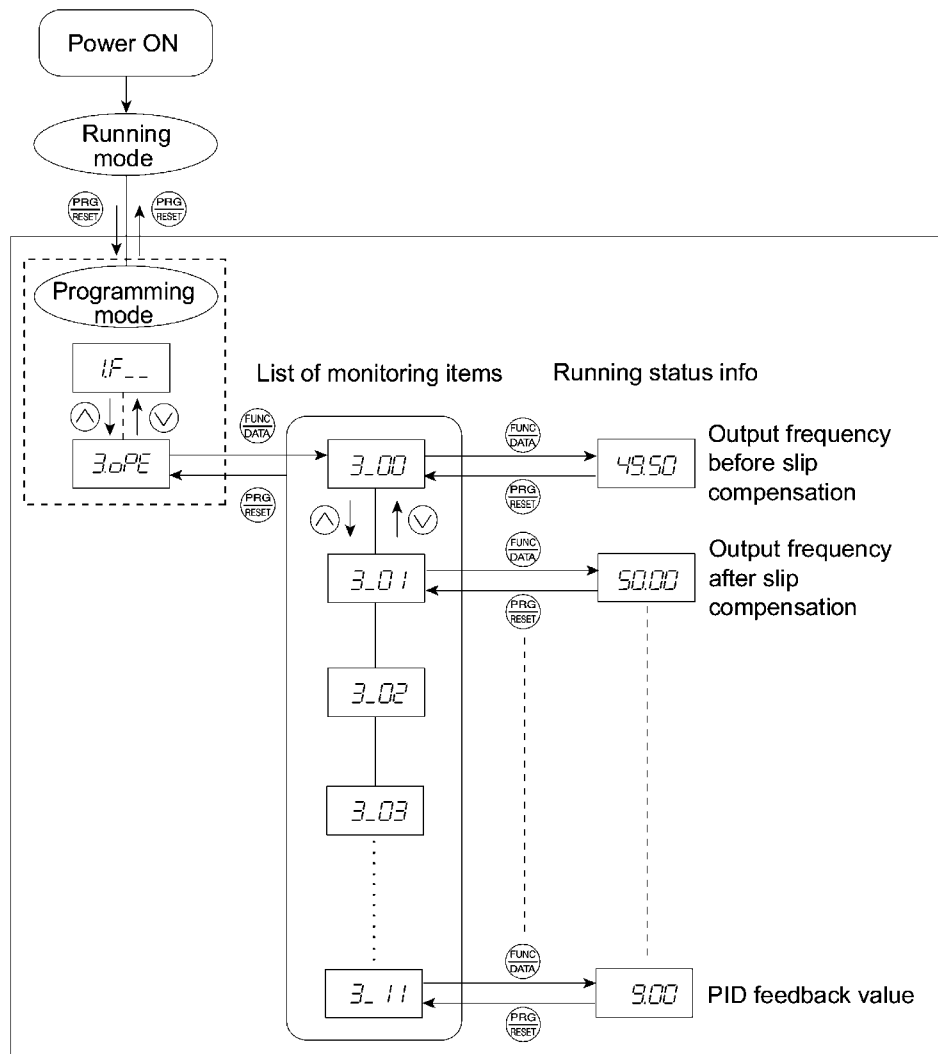 Power ON
Running
mode
PRG
RESET
PRG
RESET
Programming
mode
1.F_ _
3.oPE
FUNC
DATA
PRG
RESET
List of monitoring items
Running status info
3_00
FUNC
DATA
PRG
RESET
49.50
Output frequency
before slip
compensation
3_01
FUNC
DATA
PRG
RESET
50.00
Output frequency
after slip
compensation
3_02
3_03
3_11
FUNC
DATA
PRG
RESET
9.00
PID feedback value